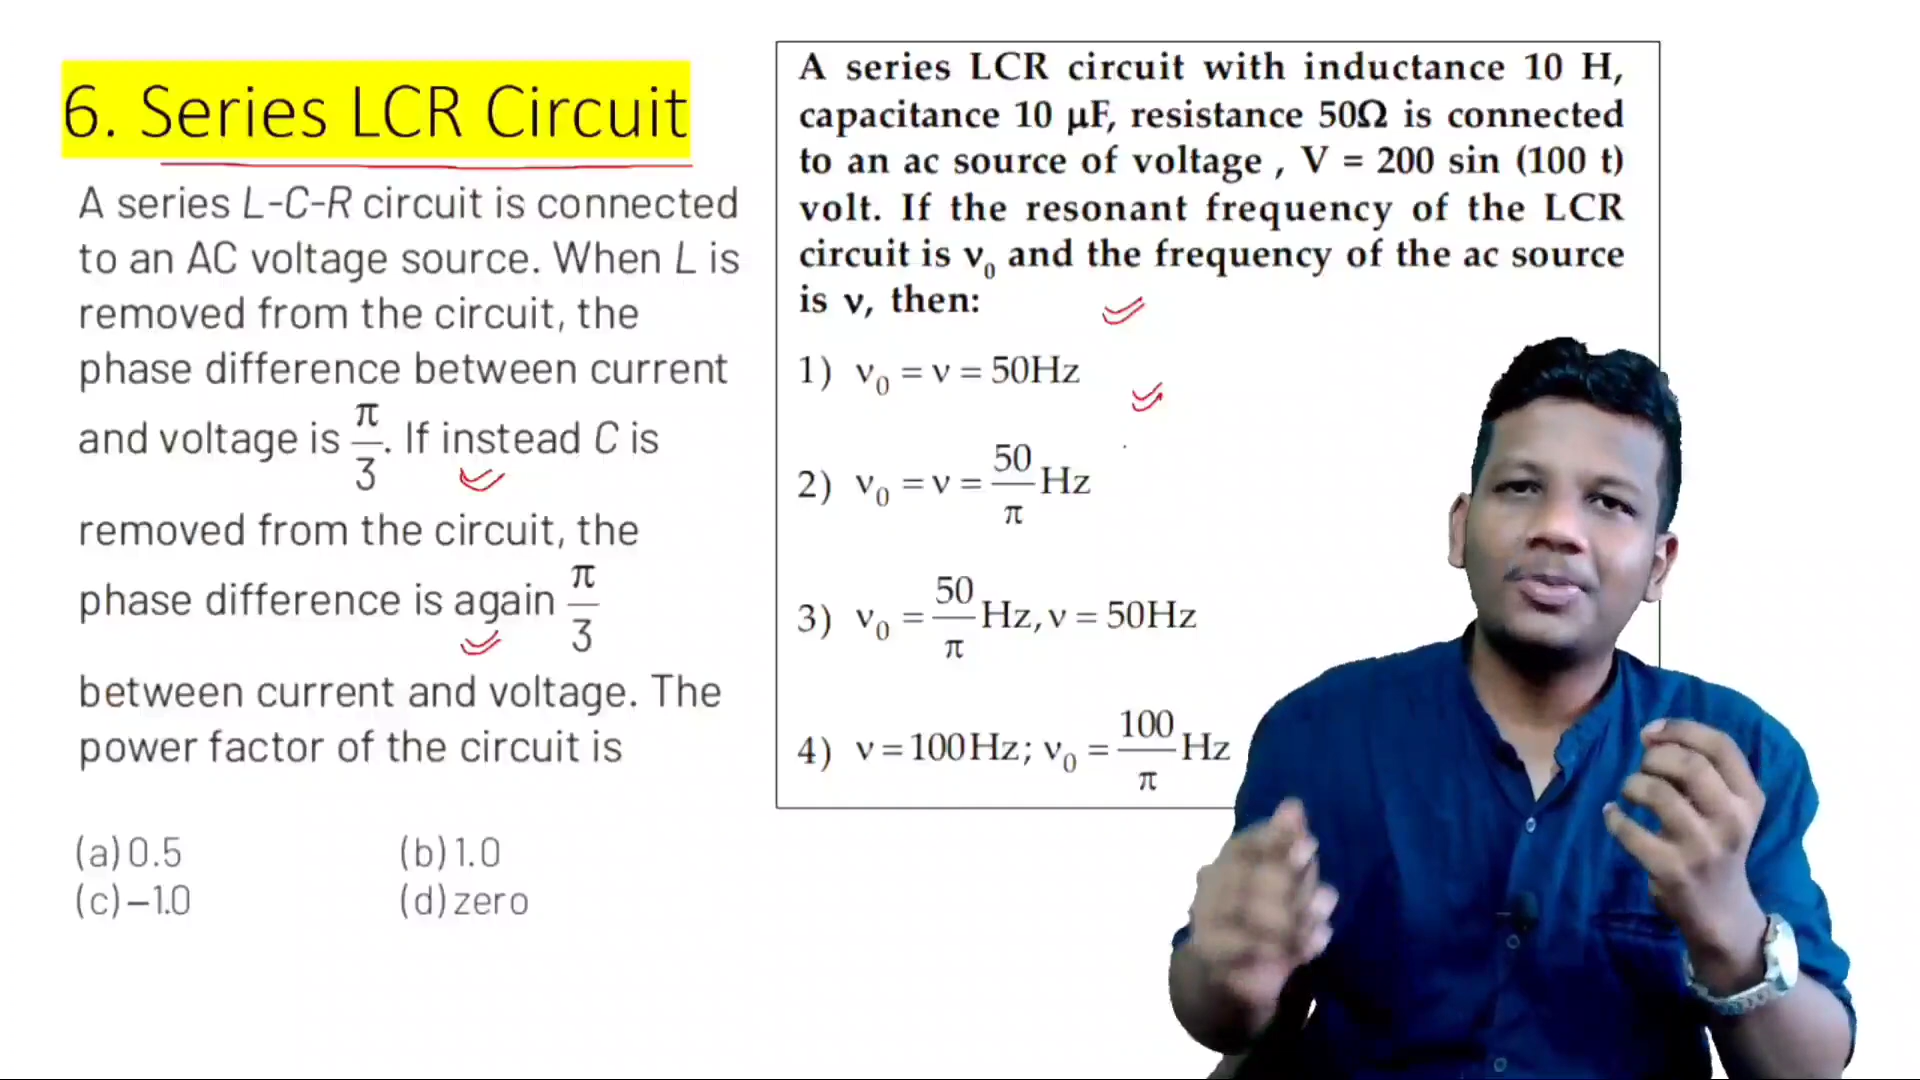 6. Series LCR Circuit
A series L-C-R circuit is connected
to an AC voltage source. When L is
removed from the circuit, the
phase difference between current
and voltage is π/3. If instead C is
removed from the circuit, the
phase difference is again π/3
between current and voltage. The
power factor of the circuit is
(a) 0.5 (b) 1.0
(c) –1.0 (d) zero
A series LCR circuit with inductance 10 H,
capacitance 10 μF, resistance 50Ω is connected
to an ac source of voltage , V = 200 sin (100 t)
volt. If the resonant frequency of the LCR
circuit is ν₀ and the frequency of the ac source
is ν, then:
1) ν₀ = ν = 50Hz
2) ν₀ = ν = 50/π Hz
3) ν₀ = 50/π Hz, ν = 50Hz
4) ν = 100Hz; ν₀ = 100/π Hz